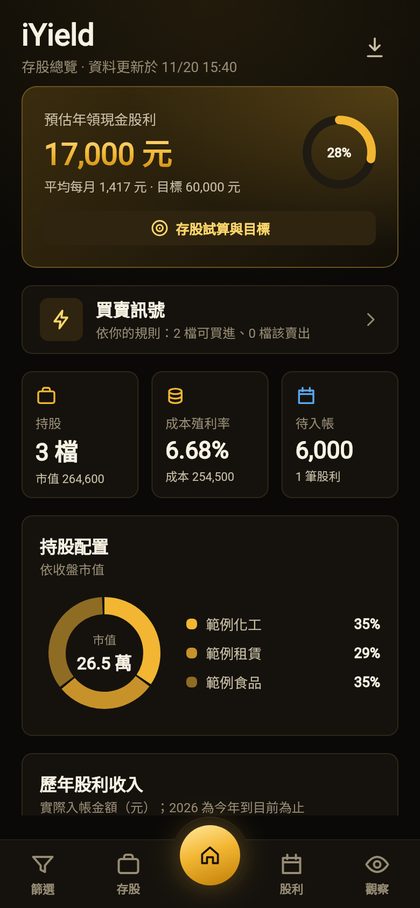 iYield
存股總覽 · 資料更新於 11/20 15:40
預估年領現金股利
17,000 元
平均每月 1,417 元 · 目標 60,000 元
28%
存股試算與目標
買賣訊號
依你的規則：2 檔可買進、0 檔該賣出
持股
3 檔
市值 264,600
成本殖利率
6.68%
成本 254,500
待入帳
6,000
1 筆股利
持股配置
依收盤市值
市值
26.5 萬
範例化工 35%
範例租賃 29%
範例食品 35%
歷年股利收入
實際入帳金額（元）；2026 為今年到目前為止
篩選
存股
股利
觀察